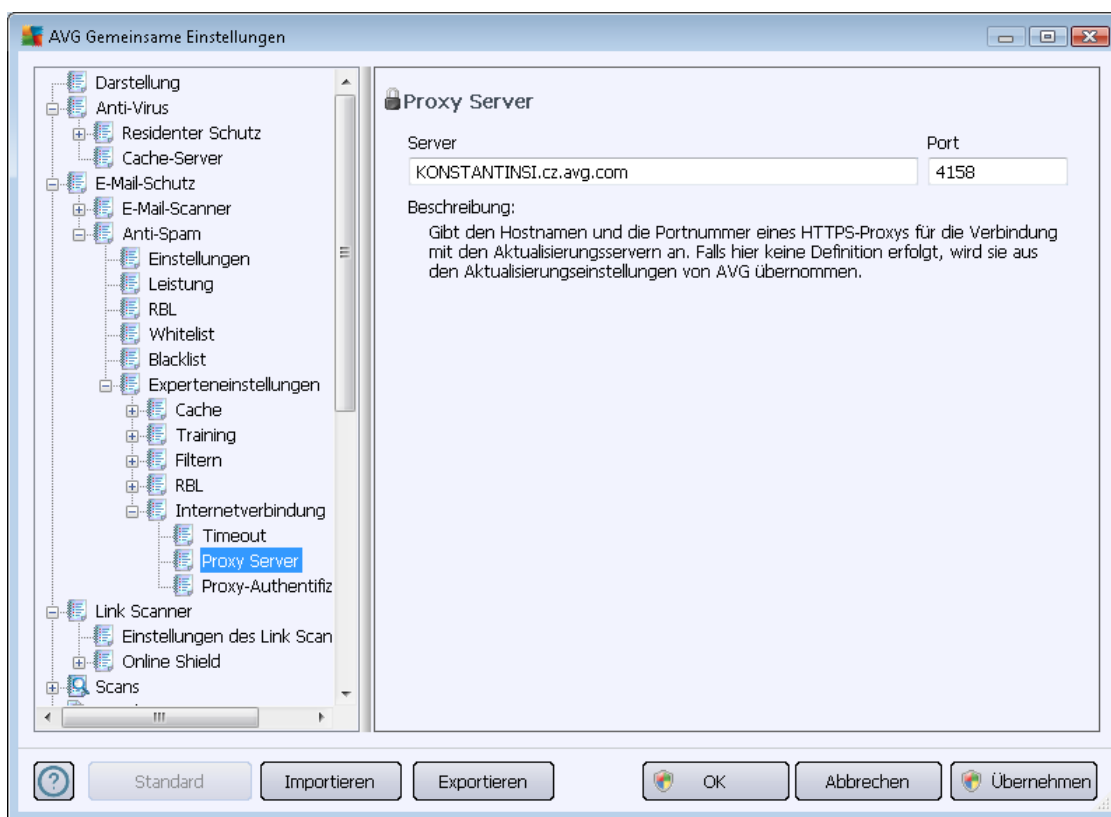 AVG Gemeinsame Einstellungen
Darstellung
Anti-Virus
Residenter Schutz
Cache-Server
E-Mail-Schutz
E-Mail-Scanner
Anti-Spam
Einstellungen
Leistung
RBL
Whitelist
Blacklist
Experteneinstellungen
Cache
Training
Filtern
RBL
Internetverbindung
Timeout
Proxy Server
Proxy-Authentifiz
Link Scanner
Einstellungen des Link Scan
Online Shield
Scans
Proxy Server
Server Port
KONSTANTINSI.cz.avg.com 4158
Beschreibung:
Gibt den Hostnamen und die Portnummer eines HTTPS-Proxys für die Verbindung
mit den Aktualisierungsservern an. Falls hier keine Definition erfolgt, wird sie aus
den Aktualisierungseinstellungen von AVG übernommen.
Standard Importieren Exportieren OK Abbrechen Übernehmen